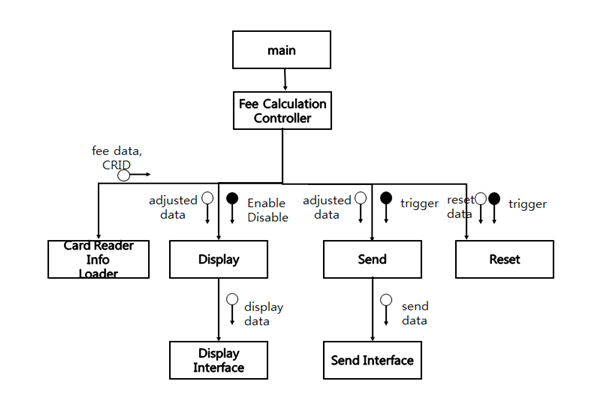 main
Fee Calculation
Controller
fee data,
CRID
adjusted
data
Enable
Disable
adjusted
data
trigger
reset
data
trigger
Card Reader
Info
Loader
Display
Send
Reset
display
data
send
data
Display
Interface
Send Interface